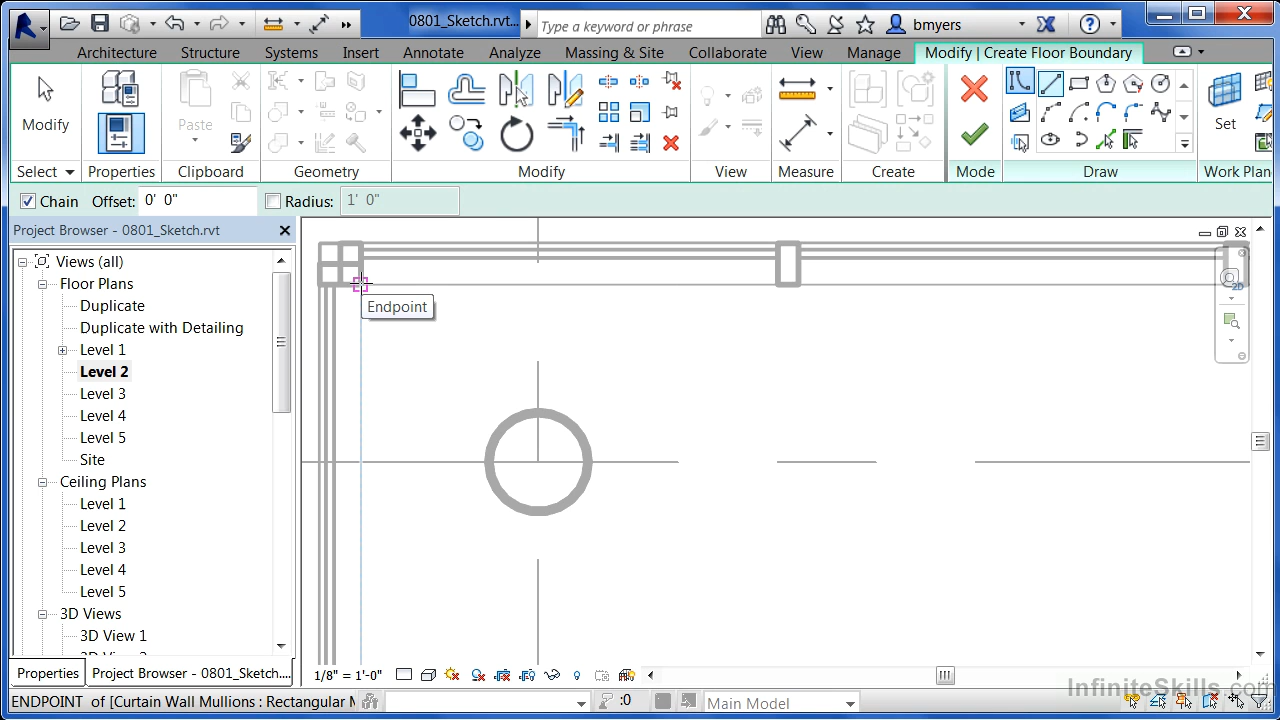 0801_Sketch.rvt...
Type a keyword or phrase
bmyers
Architecture Structure Systems Insert Annotate Analyze Massing & Site Collaborate View Manage Modify | Create Floor Boundary
Modify
Paste
Set
Select Properties Clipboard Geometry Modify View Measure Create Mode Draw Work Plane
Chain Offset: 0' 0" Radius: 1' 0"
Project Browser - 0801_Sketch.rvt
Views (all)
Floor Plans
Duplicate
Duplicate with Detailing
Level 1
Level 2
Level 3
Level 4
Level 5
Site
Ceiling Plans
Level 1
Level 2
Level 3
Level 4
Level 5
3D Views
3D View 1
Endpoint
2D
Properties Project Browser - 0801_Sketch....
1/8" = 1'-0"
ENDPOINT of [Curtain Wall Mullions : Rectangular M
:0
Main Model
InfiniteSkills.com